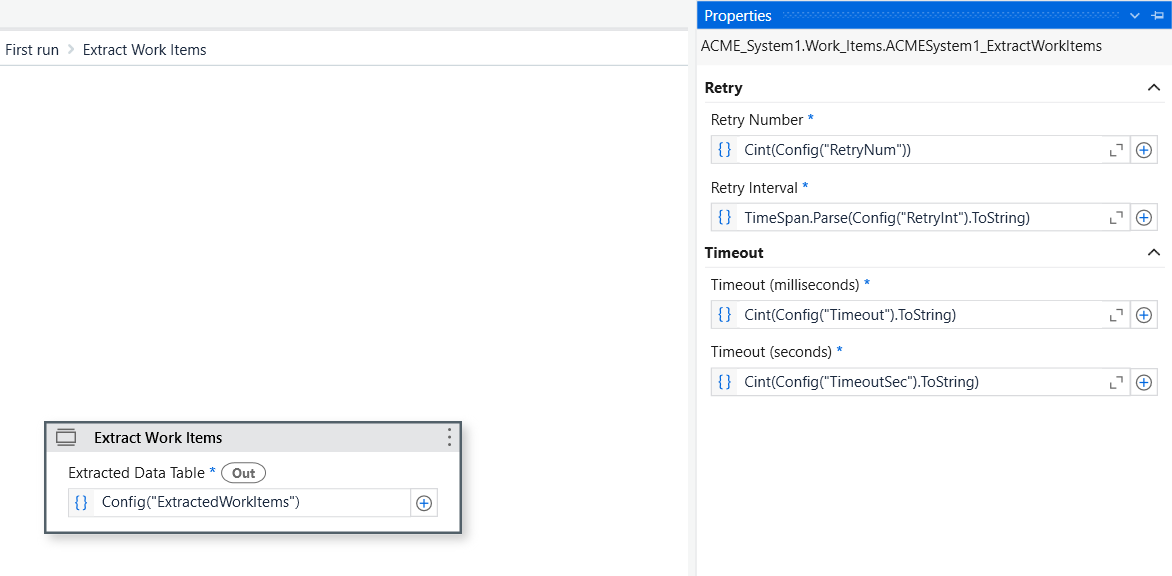 First run > Extract Work Items
Extract Work Items
Extracted Data Table * Out
{} Config("ExtractedWorkItems")
Properties
ACME_System1.Work_Items.ACMESystem1_ExtractWorkItems
Retry
Retry Number *
{} Cint(Config("RetryNum"))
Retry Interval *
{} TimeSpan.Parse(Config("RetryInt").ToString)
Timeout
Timeout (milliseconds) *
{} Cint(Config("Timeout").ToString)
Timeout (seconds) *
{} Cint(Config("TimeoutSec").ToString)